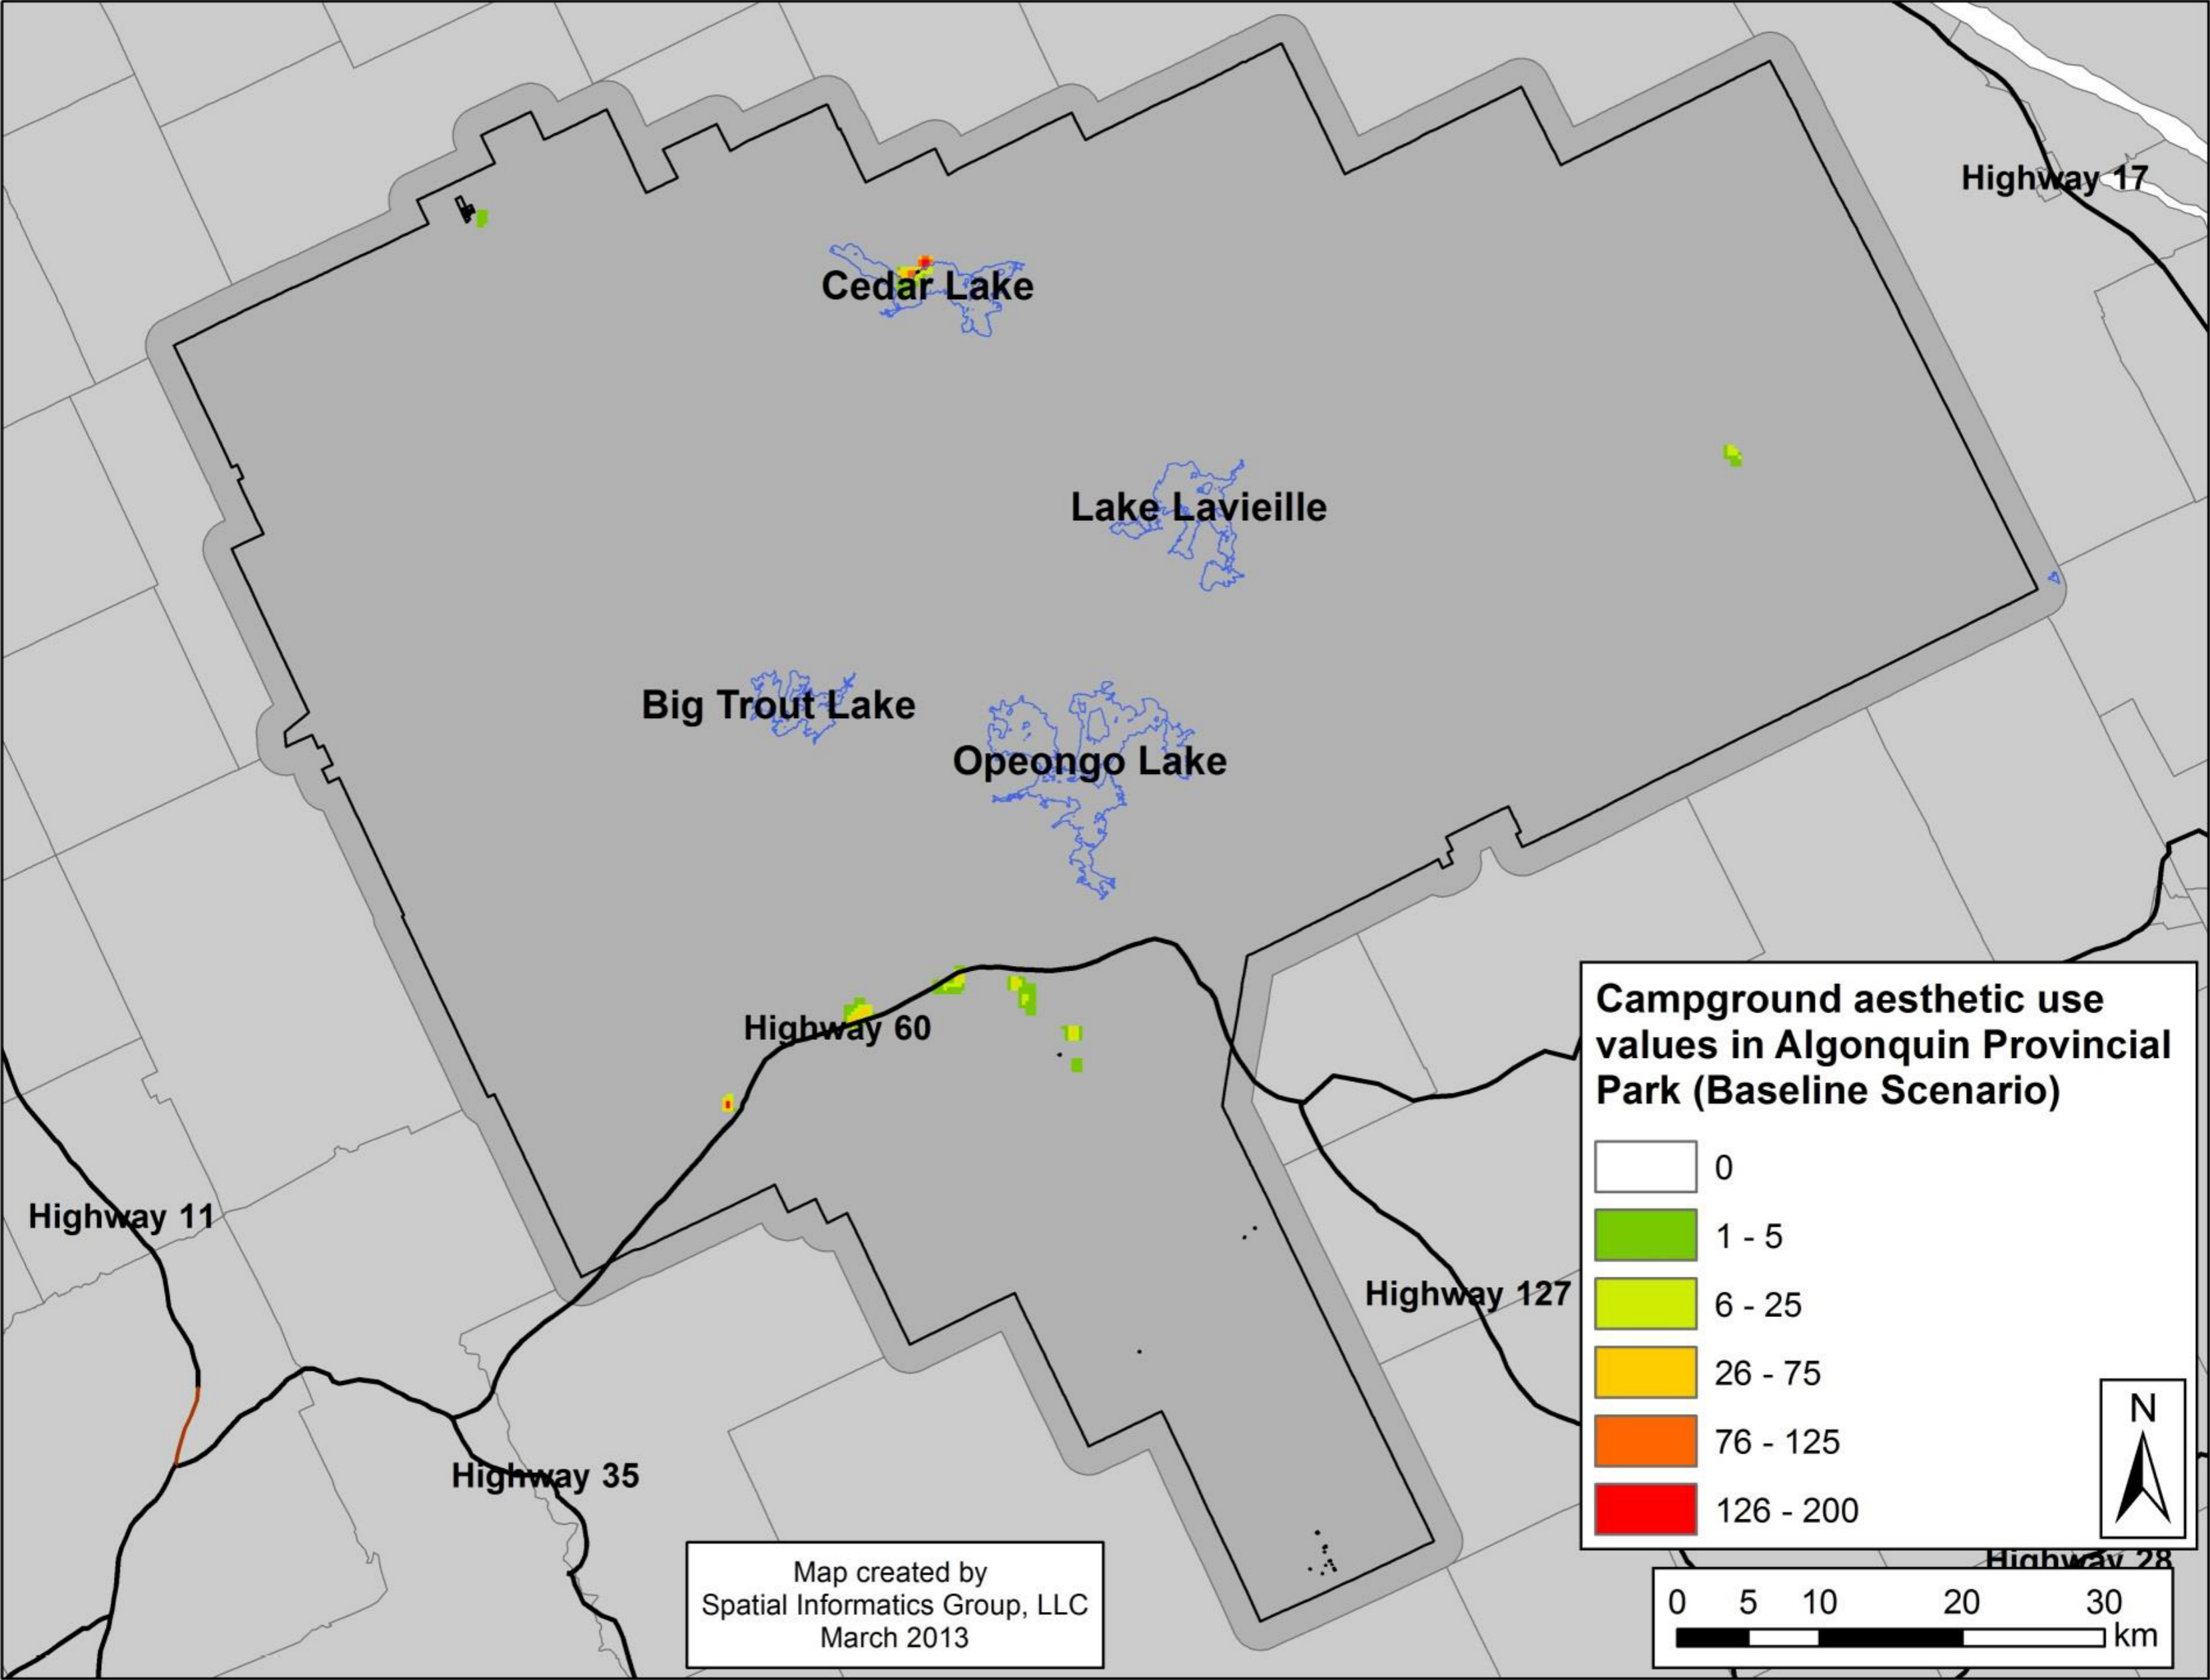 Highway 17
Cedar Lake
Lake Lavieille
Big Trout Lake
Opeongo Lake
Highway 60
Highway 11
Highway 127
Highway 35
Campground aesthetic use
values in Algonquin Provincial
Park (Baseline Scenario)
0
1 - 5
6 - 25
26 - 75
76 - 125
126 - 200
N
Highway 28
0 5 10 20 30
km
Map created by
Spatial Informatics Group, LLC
March 2013